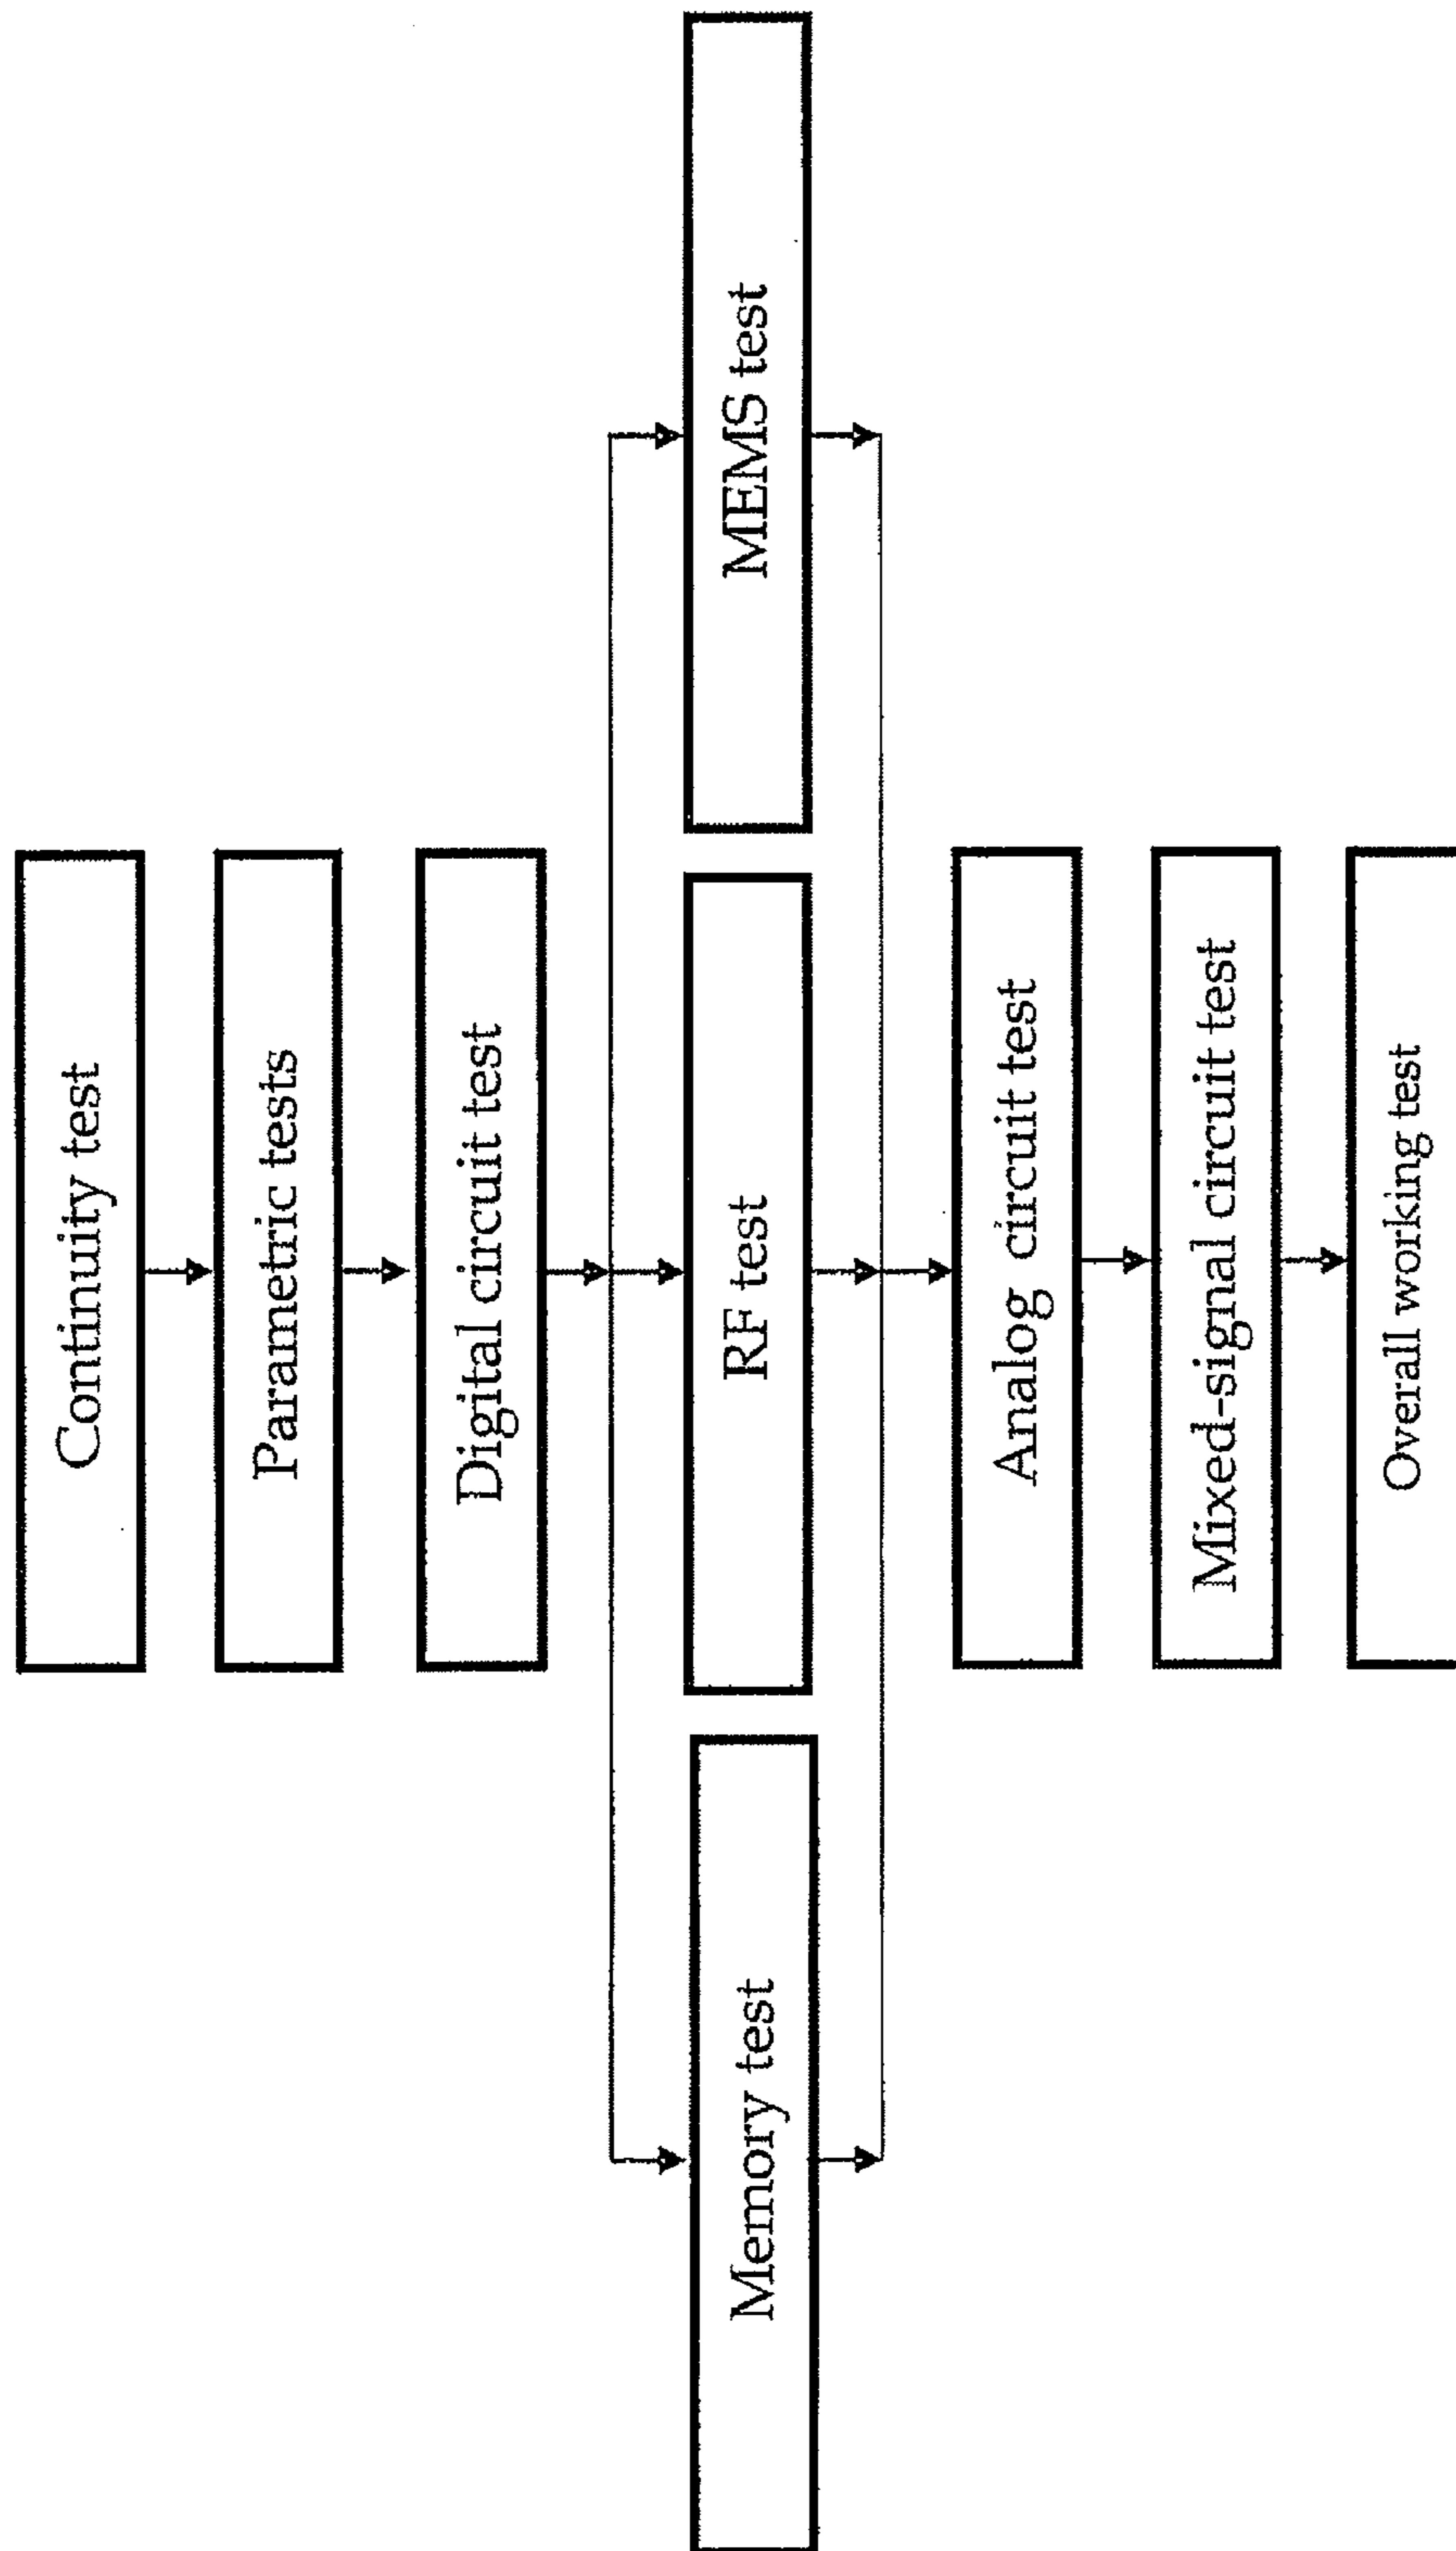 Continuity test
Parametric tests
Digital circuit test
Memory test
RF test
MEMS test
Analog circuit test
Mixed-signal circuit test
Overall working test